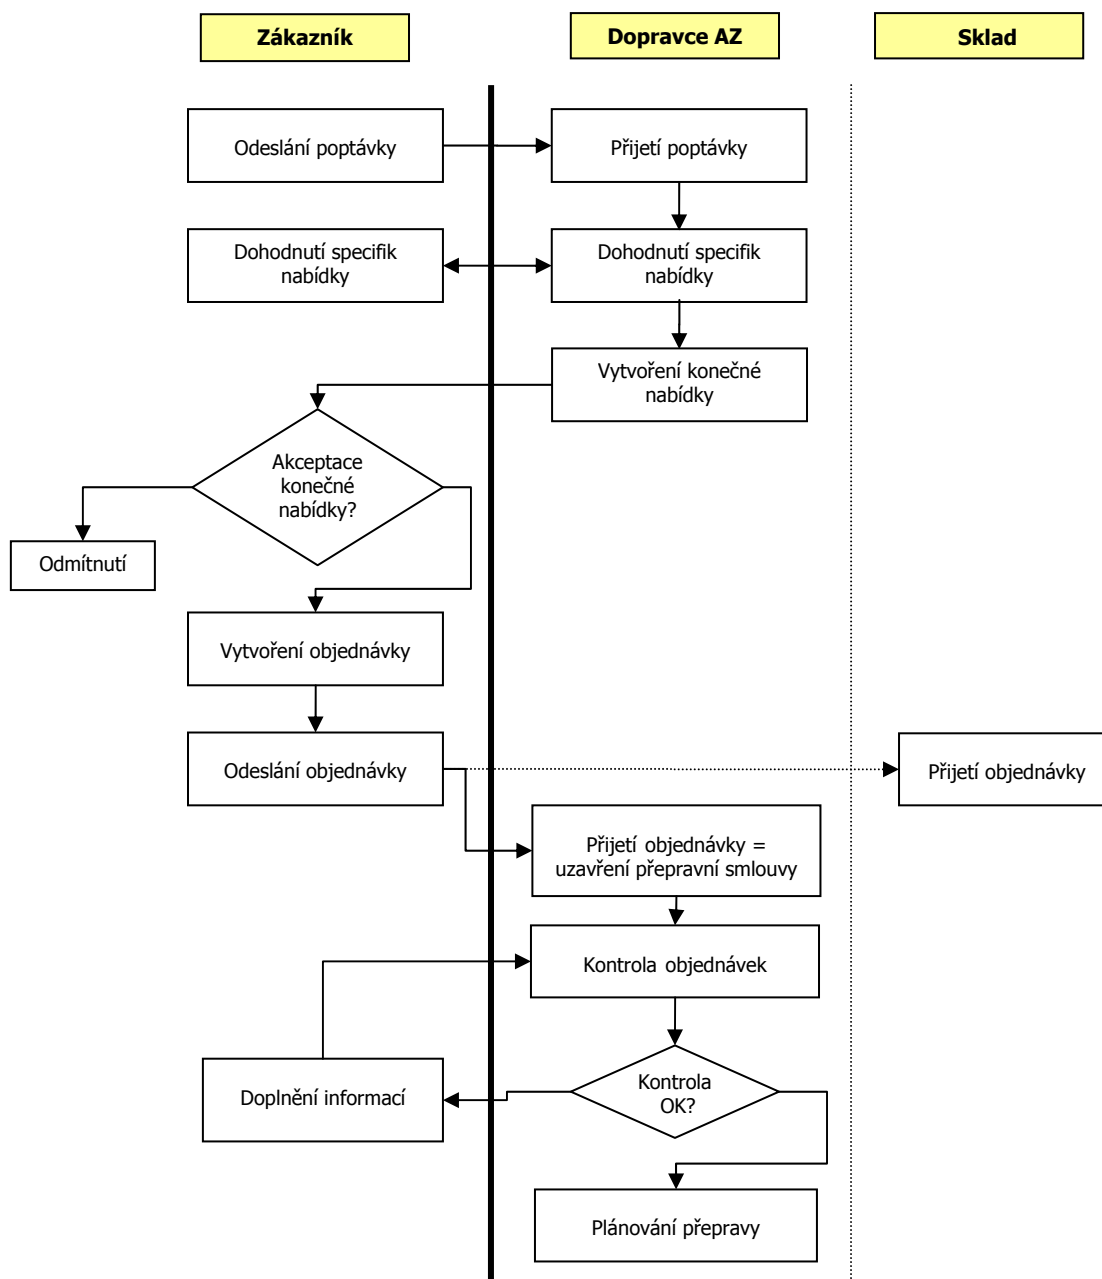 Zákazník
Dopravce AZ
Sklad
Odeslání poptávky
Přijetí poptávky
Dohodnutí specifik
nabídky
Dohodnutí specifik
nabídky
Vytvoření konečné
nabídky
Akceptace
konečné
nabídky?
Odmítnutí
Vytvoření objednávky
Odeslání objednávky
Přijetí objednávky
Přijetí objednávky =
uzavření přepravní smlouvy
Kontrola objednávek
Doplnění informací
Kontrola
OK?
Plánování přepravy